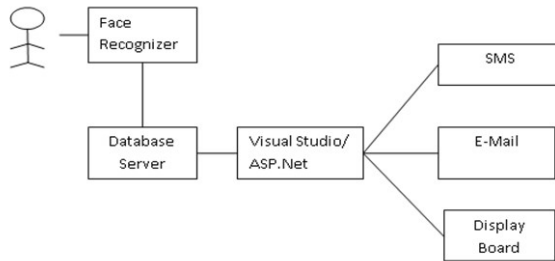 Face
Recognizer
SMS
Database
Server
Visual Studio/
ASP.Net
E-Mail
Display
Board